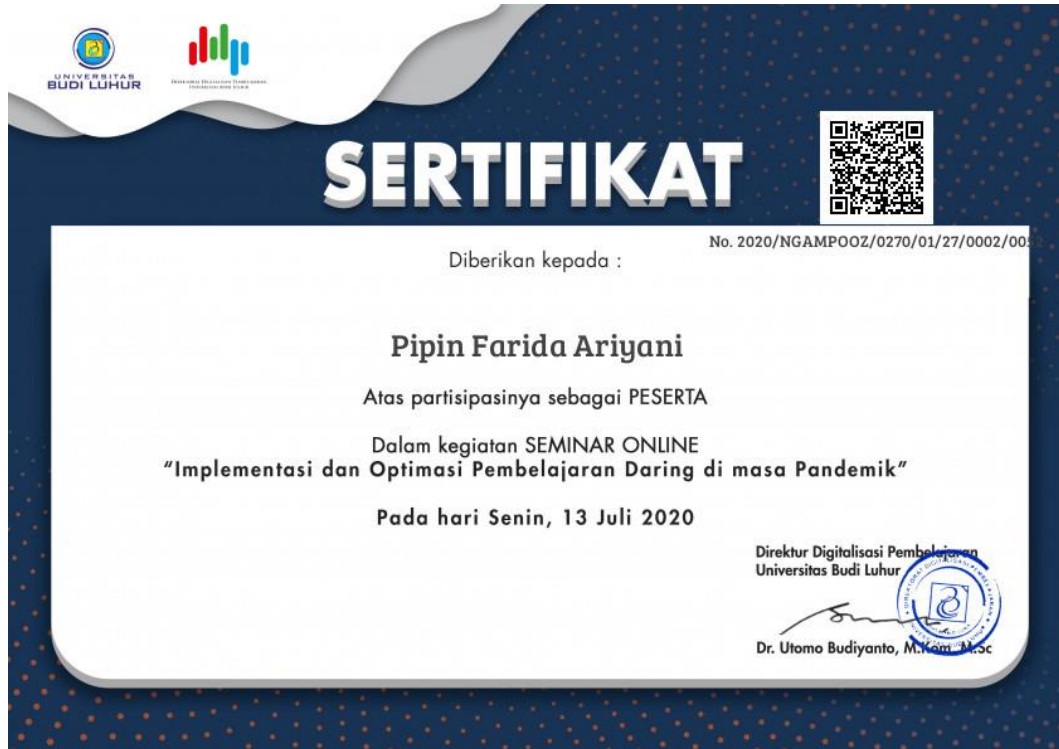 UNIVERSITAS
BUDI LUHUR
SERTIFIKAT
No. 2020/NGAMPOOZ/0270/01/27/0002/00
Diberikan kepada :
Pipin Farida Ariyani
Atas partisipasinya sebagai PESERTA
Dalam kegiatan SEMINAR ONLINE
“Implementasi dan Optimasi Pembelajaran Daring di masa Pandemik”
Pada hari Senin, 13 Juli 2020
Direktur Digitalisasi Pembelajaran
Universitas Budi Luhur
Dr. Utomo Budiyanto, M.Kom, M.Sc